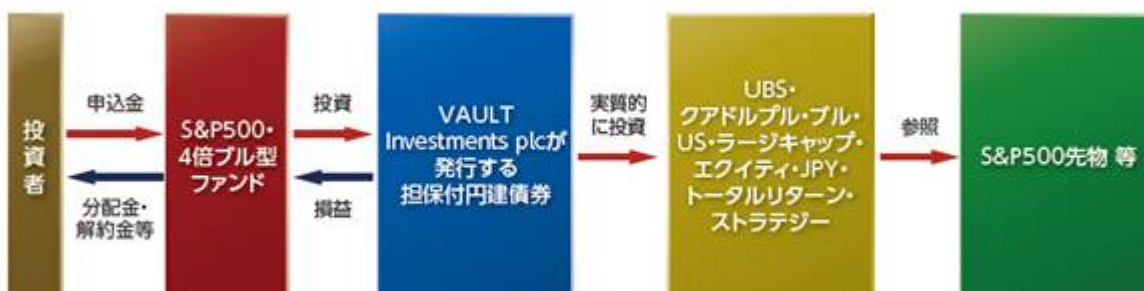 投資者
申込金
分配金・
解約金等
S&P500・
4倍ブル型
ファンド
投資
損益
VAULT
Investments plcが
発行する
担保付円建債券
実質的
に投資
UBS・
クアドルプル・ブル・
US・ラージキャップ・
エクイティ・JPY・
トータルリターン・
ストラテジー
参照
S&P500先物 等